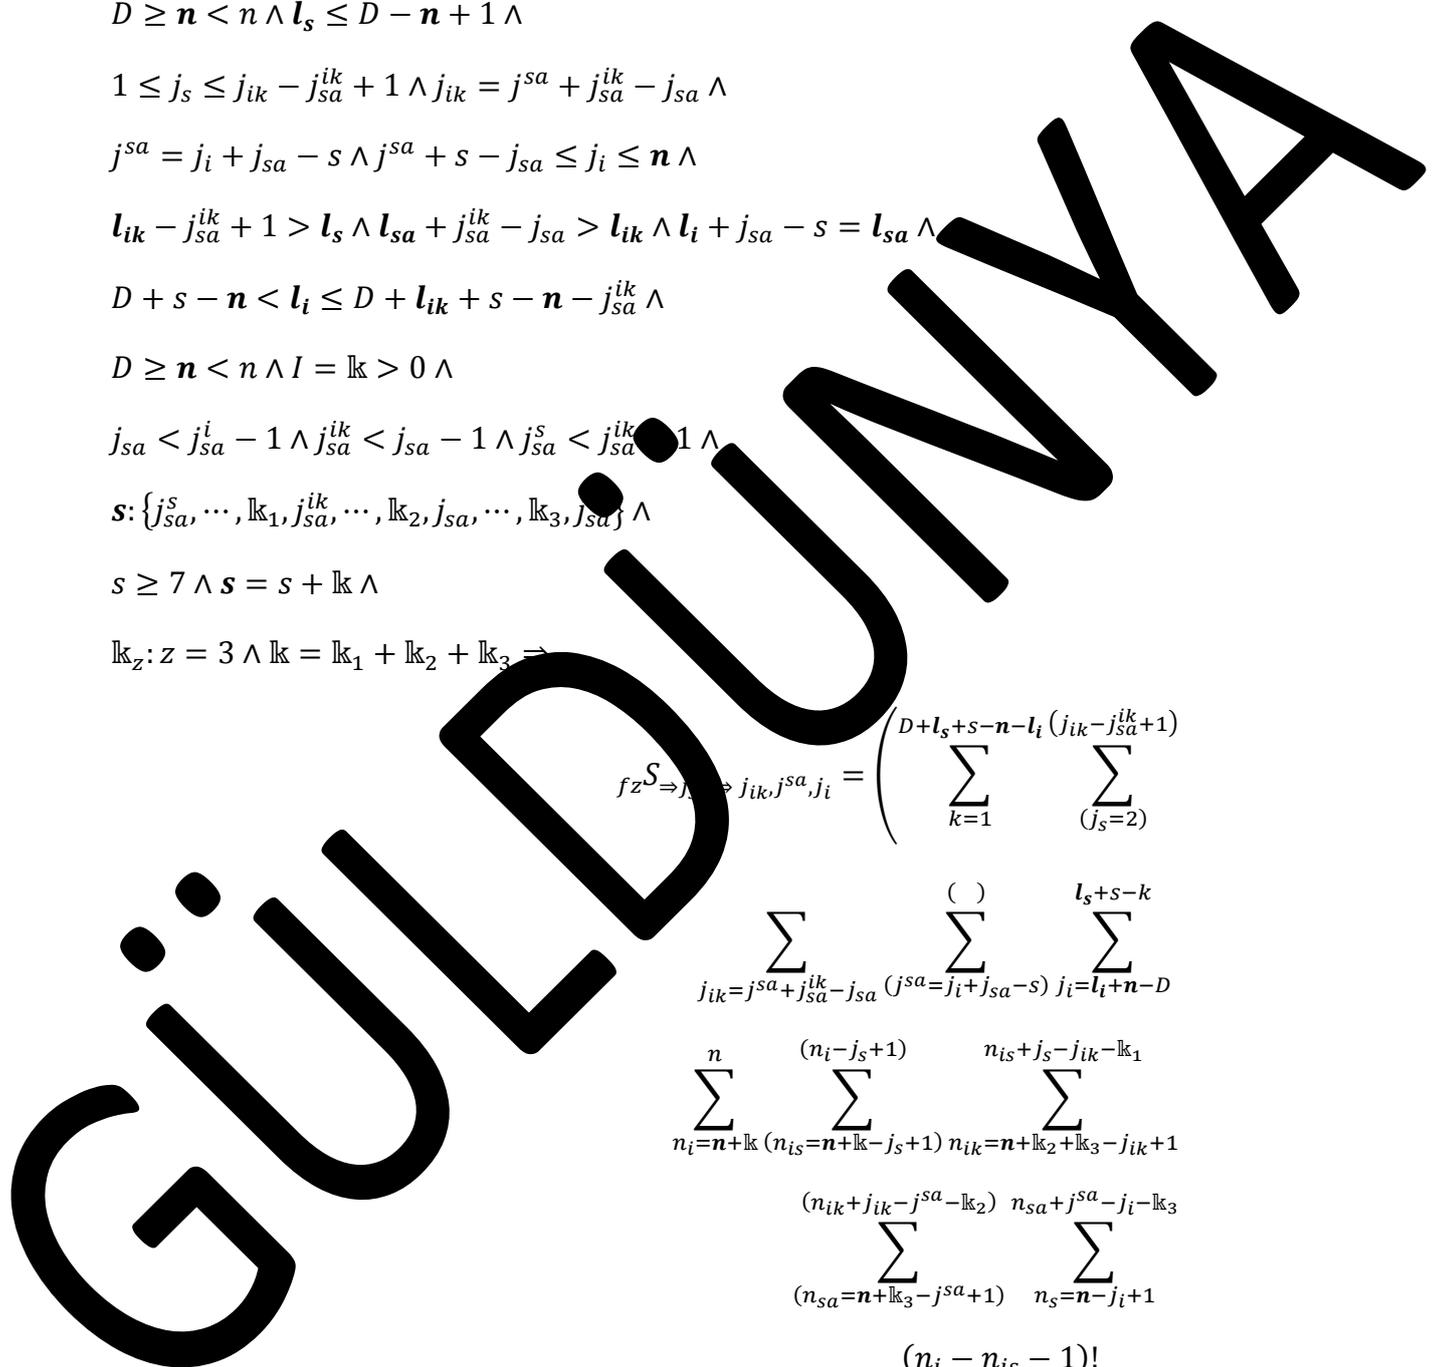 D ≥ n < n ∧ l_s ≤ D − n + 1 ∧
1 ≤ j_s ≤ j_{ik} − j_{sa}^{ik} + 1 ∧ j_{ik} = j^{sa} + j_{sa}^{ik} − j_{sa} ∧
j^{sa} = j_i + j_{sa} − s ∧ j^{sa} + s − j_{sa} ≤ j_i ≤ n ∧
l_{ik} − j_{sa}^{ik} + 1 > l_s ∧ l_{sa} + j_{sa}^{ik} − j_{sa} > l_{ik} ∧ l_i + j_{sa} − s = l_{sa} ∧
D + s − n < l_i ≤ D + l_{ik} + s − n − j_{sa}^{ik} ∧
D ≥ n < n ∧ I = 𝕜 > 0 ∧
j_{sa} < j_{sa}^{i} − 1 ∧ j_{sa}^{ik} < j_{sa} − 1 ∧ j_{sa}^{s} < j_{sa}^{ik} 1 ∧
s: {j_{sa}^{s}, ⋯, 𝕜_1, j_{sa}^{ik}, ⋯, 𝕜_2, j_{sa}, ⋯, 𝕜_3, j_{sa}} ∧
s ≥ 7 ∧ s = s + 𝕜 ∧
𝕜_z: z = 3 ∧ 𝕜 = 𝕜_1 + 𝕜_2 + 𝕜_3 ⇒
_{fz}S_{⇒ j ⇒ j_{ik}, j^{sa}, j_i} = ( ∑_{k=1}^{D+l_s+s−n−l_i} ∑_{(j_s=2)}^{(j_{ik}−j_{sa}^{ik}+1)}
∑_{j_{ik}=j^{sa}+j_{sa}^{ik}−j_{sa}} ∑_{(j^{sa}=j_i+j_{sa}−s)}^{( )} ∑_{j_i=l_i+n−D}^{l_s+s−k}
∑_{n_i=n+𝕜}^{n} ∑_{(n_{is}=n+𝕜−j_s+1)}^{(n_i−j_s+1)} ∑_{n_{ik}=n+𝕜_2+𝕜_3−j_{ik}+1}^{n_{is}+j_s−j_{ik}−𝕜_1}
∑_{(n_{sa}=n+𝕜_3−j^{sa}+1)}^{(n_{ik}+j_{ik}−j^{sa}−𝕜_2)} ∑_{n_s=n−j_i+1}^{n_{sa}+j^{sa}−j_i−𝕜_3}
(n_i − n_{is} − 1)!
GÜLDÜNYA